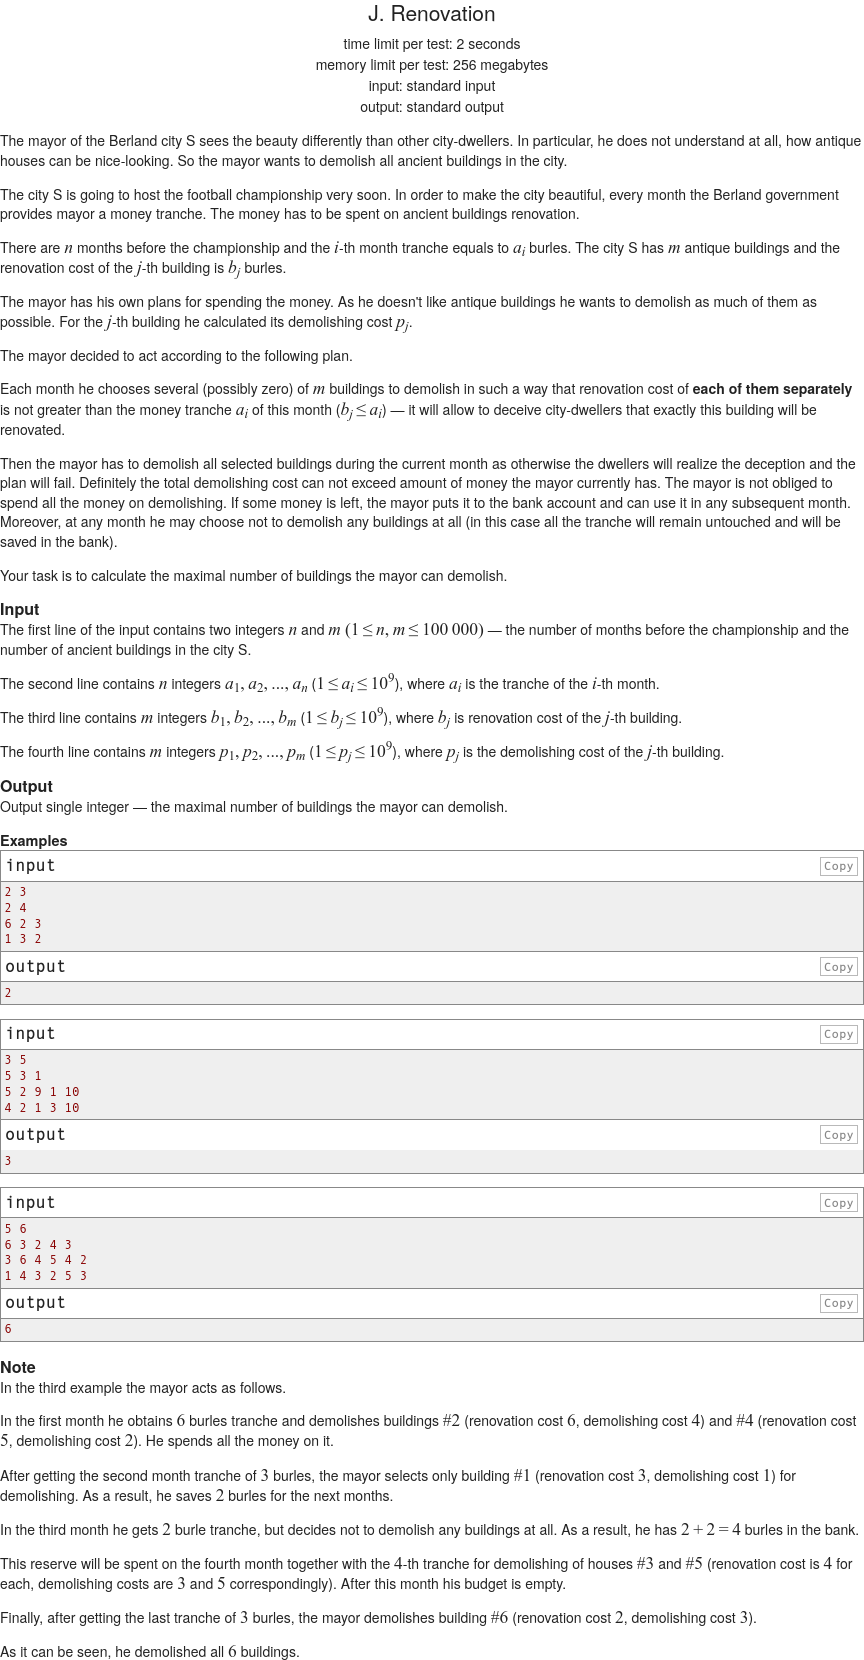 J. Renovation
time limit per test: 2 seconds
memory limit per test: 256 megabytes
input: standard input
output: standard output
The mayor of the Berland city S sees the beauty differently than other city-dwellers. In particular, he does not understand at all, how antique
houses can be nice-looking. So the mayor wants to demolish all ancient buildings in the city.
The city S is going to host the football championship very soon. In order to make the city beautiful, every month the Berland government
provides mayor a money tranche. The money has to be spent on ancient buildings renovation.
There are n months before the championship and the i-th month tranche equals to a_i burles. The city S has m antique buildings and the
renovation cost of the j-th building is b_j burles.
The mayor has his own plans for spending the money. As he doesn't like antique buildings he wants to demolish as much of them as
possible. For the j-th building he calculated its demolishing cost p_j.
The mayor decided to act according to the following plan.
Each month he chooses several (possibly zero) of m buildings to demolish in such a way that renovation cost of each of them separately
is not greater than the money tranche a_i of this month (b_j ≤ a_i) — it will allow to deceive city-dwellers that exactly this building will be
renovated.
Then the mayor has to demolish all selected buildings during the current month as otherwise the dwellers will realize the deception and the
plan will fail. Definitely the total demolishing cost can not exceed amount of money the mayor currently has. The mayor is not obliged to
spend all the money on demolishing. If some money is left, the mayor puts it to the bank account and can use it in any subsequent month.
Moreover, at any month he may choose not to demolish any buildings at all (in this case all the tranche will remain untouched and will be
saved in the bank).
Your task is to calculate the maximal number of buildings the mayor can demolish.
Input
The first line of the input contains two integers n and m (1 ≤ n, m ≤ 100 000) — the number of months before the championship and the
number of ancient buildings in the city S.
The second line contains n integers a_1, a_2, ..., a_n (1 ≤ a_i ≤ 10^9), where a_i is the tranche of the i-th month.
The third line contains m integers b_1, b_2, ..., b_m (1 ≤ b_j ≤ 10^9), where b_j is renovation cost of the j-th building.
The fourth line contains m integers p_1, p_2, ..., p_m (1 ≤ p_j ≤ 10^9), where p_j is the demolishing cost of the j-th building.
Output
Output single integer — the maximal number of buildings the mayor can demolish.
Examples
input Copy
2 3
2 4
6 2 3
1 3 2
output Copy
2
input Copy
3 5
5 3 1
5 2 9 1 10
4 2 1 3 10
output Copy
3
input Copy
5 6
6 3 2 4 3
3 6 4 5 4 2
1 4 3 2 5 3
output Copy
6
Note
In the third example the mayor acts as follows.
In the first month he obtains 6 burles tranche and demolishes buildings #2 (renovation cost 6, demolishing cost 4) and #4 (renovation cost
5, demolishing cost 2). He spends all the money on it.
After getting the second month tranche of 3 burles, the mayor selects only building #1 (renovation cost 3, demolishing cost 1) for
demolishing. As a result, he saves 2 burles for the next months.
In the third month he gets 2 burle tranche, but decides not to demolish any buildings at all. As a result, he has 2 + 2 = 4 burles in the bank.
This reserve will be spent on the fourth month together with the 4-th tranche for demolishing of houses #3 and #5 (renovation cost is 4 for
each, demolishing costs are 3 and 5 correspondingly). After this month his budget is empty.
Finally, after getting the last tranche of 3 burles, the mayor demolishes building #6 (renovation cost 2, demolishing cost 3).
As it can be seen, he demolished all 6 buildings.